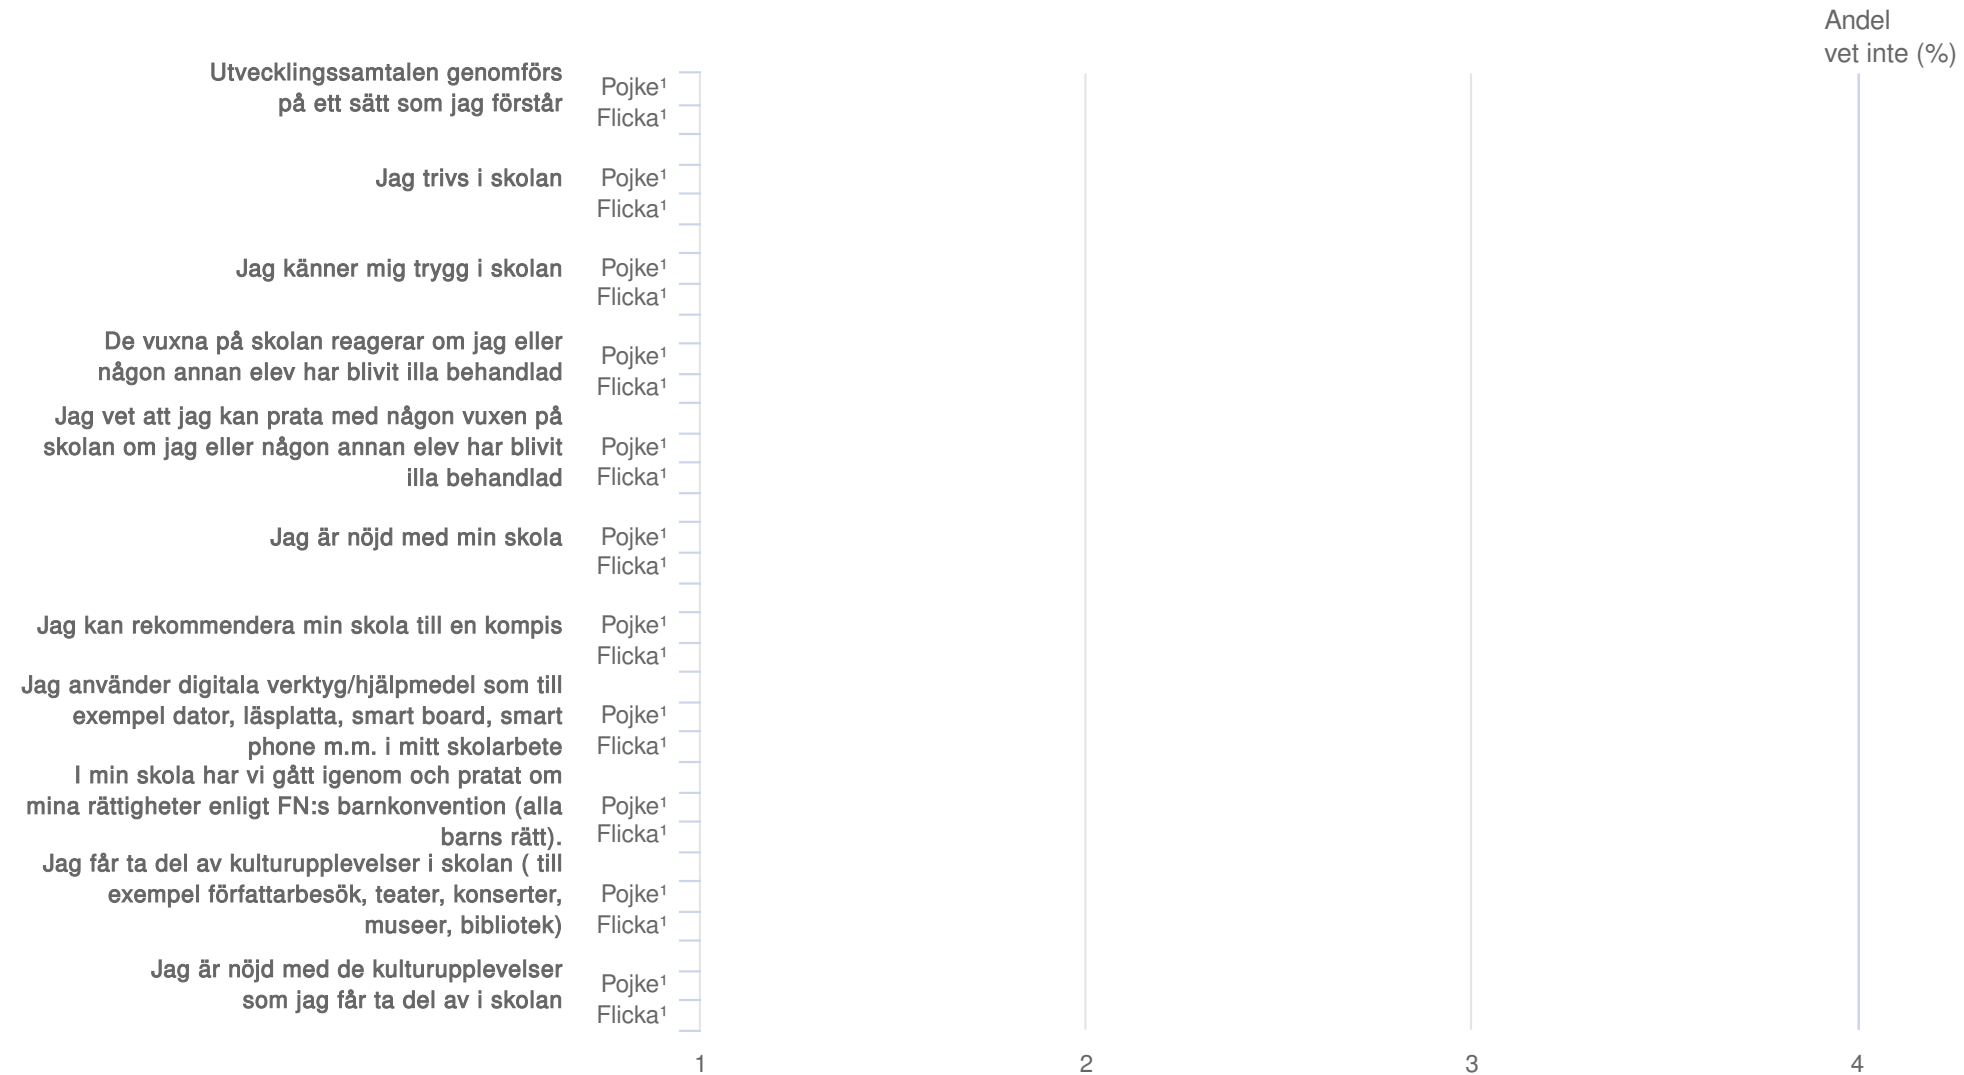 Andel
vet inte (%)
Utvecklingssamtalen genomförs
på ett sätt som jag förstår
Pojke¹
Flicka¹
Jag trivs i skolan
Pojke¹
Flicka¹
Jag känner mig trygg i skolan
Pojke¹
Flicka¹
De vuxna på skolan reagerar om jag eller
någon annan elev har blivit illa behandlad
Pojke¹
Flicka¹
Jag vet att jag kan prata med någon vuxen på
skolan om jag eller någon annan elev har blivit
illa behandlad
Pojke¹
Flicka¹
Jag är nöjd med min skola
Pojke¹
Flicka¹
Jag kan rekommendera min skola till en kompis
Pojke¹
Flicka¹
Jag använder digitala verktyg/hjälpmedel som till
exempel dator, läsplatta, smart board, smart
phone m.m. i mitt skolarbete
Pojke¹
Flicka¹
I min skola har vi gått igenom och pratat om
mina rättigheter enligt FN:s barnkonvention (alla
barns rätt).
Pojke¹
Flicka¹
Jag får ta del av kulturupplevelser i skolan ( till
exempel författarbesök, teater, konserter,
museer, bibliotek)
Pojke¹
Flicka¹
Jag är nöjd med de kulturupplevelser
som jag får ta del av i skolan
Pojke¹
Flicka¹
1 2 3 4